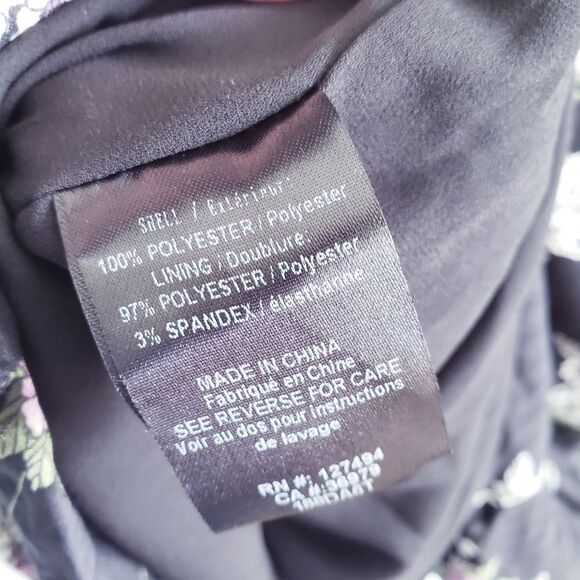 SHELL / Extérieur:
100% POLYESTER / Polyester
LINING / Doublure:
97% POLYESTER / Polyester
3% SPANDEX / élasthanne
MADE IN CHINA
Fabriqué en Chine
SEE REVERSE FOR CARE
Voir au dos pour instructions
de lavage
RN #: 127494
CA #: